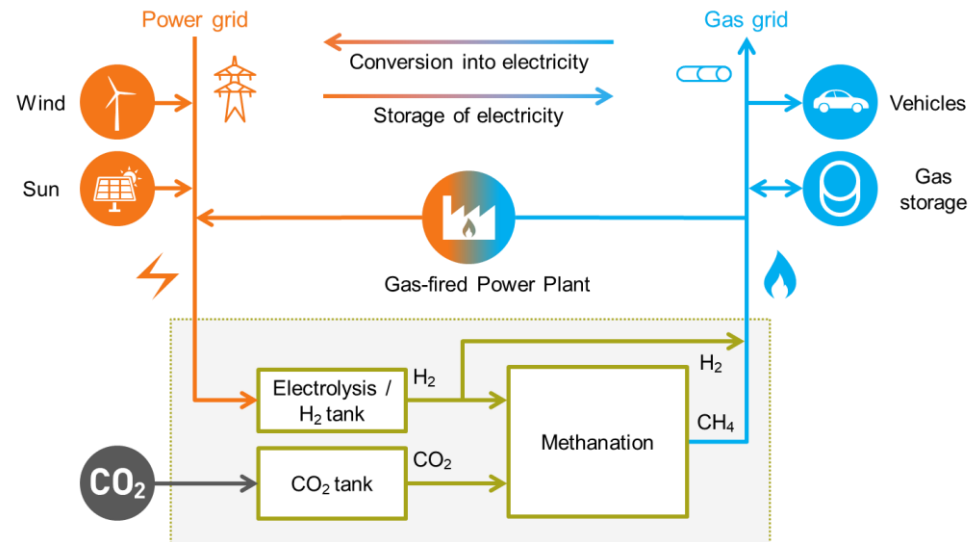 Power grid
Gas grid
Conversion into electricity
Storage of electricity
Wind
Vehicles
Sun
Gas
storage
Gas-fired Power Plant
H₂
H₂
Electrolysis /
H₂ tank
CH₄
Methanation
CO₂
CO₂
CO₂ tank